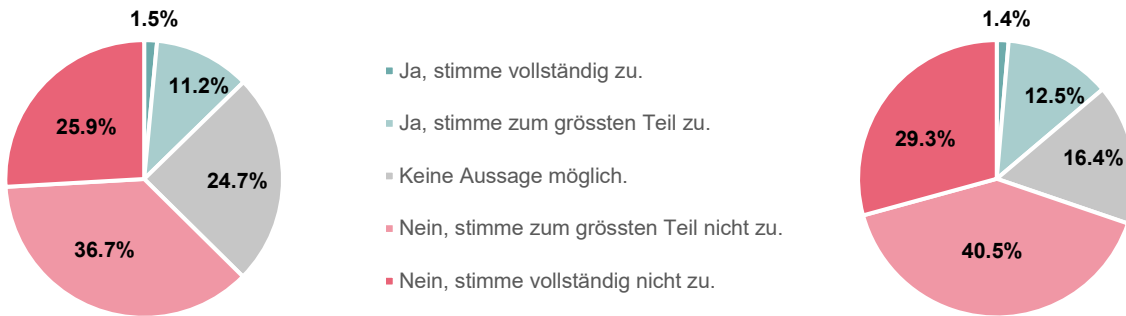 1.5%
11.2%
24.7%
36.7%
25.9%
Ja, stimme vollständig zu.
Ja, stimme zum grössten Teil zu.
Keine Aussage möglich.
Nein, stimme zum grössten Teil nicht zu.
Nein, stimme vollständig nicht zu.
1.4%
12.5%
16.4%
40.5%
29.3%